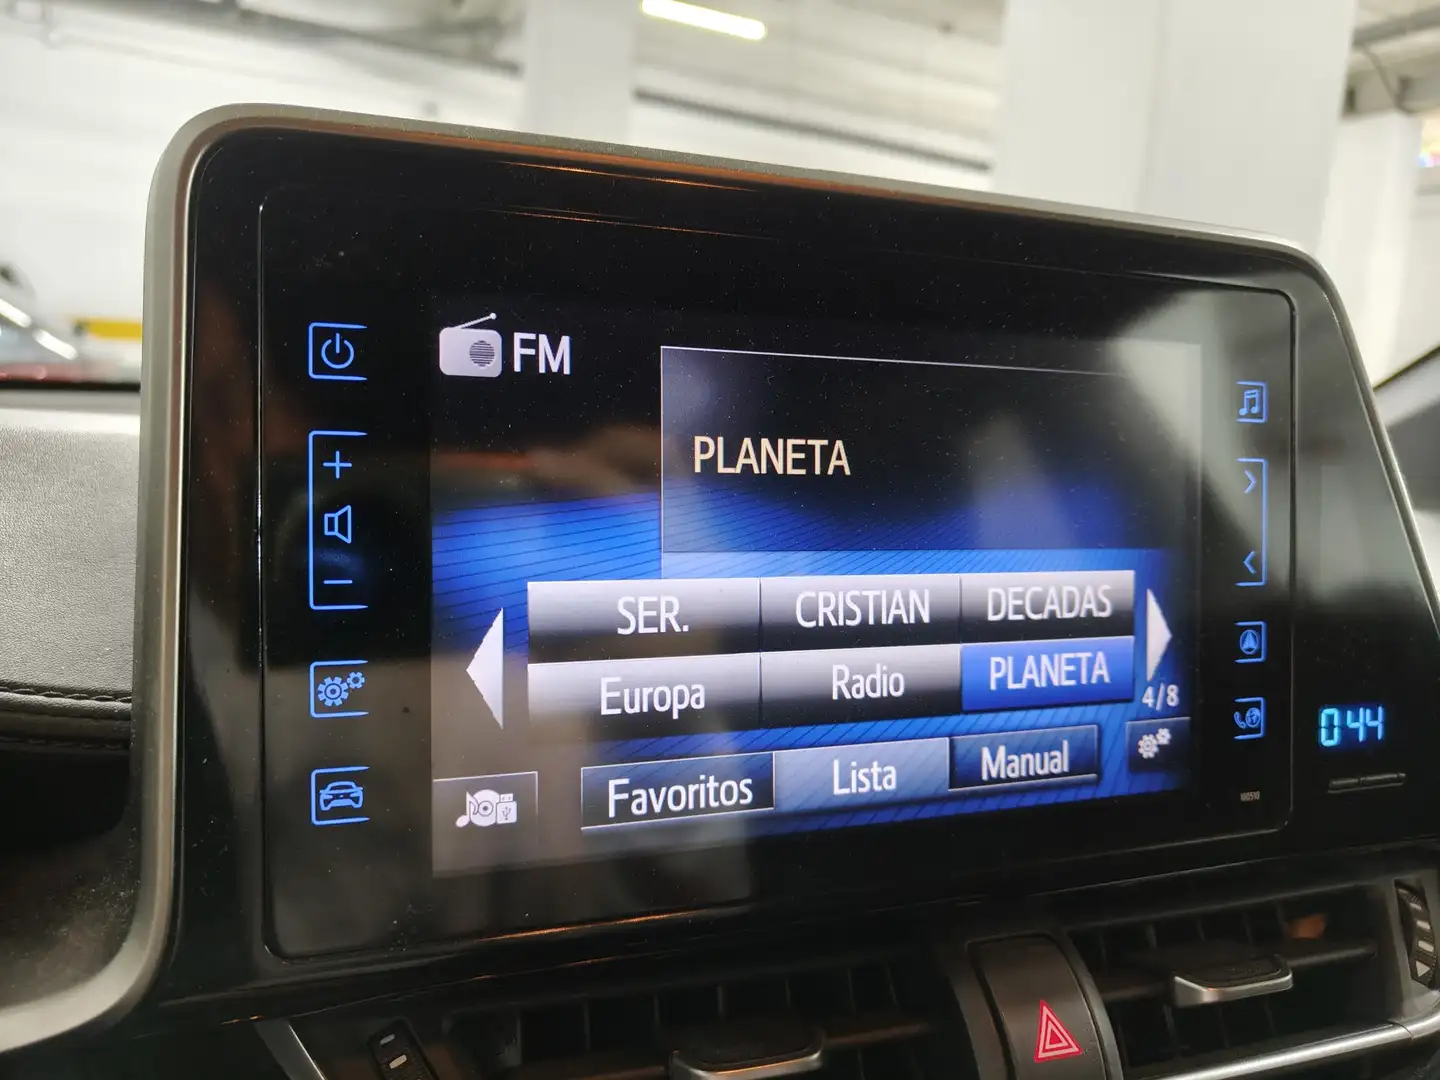 FM
PLANETA
SER. CRISTIAN DECADAS
Europa Radio PLANETA
4/8
Favoritos Lista Manual
0:44